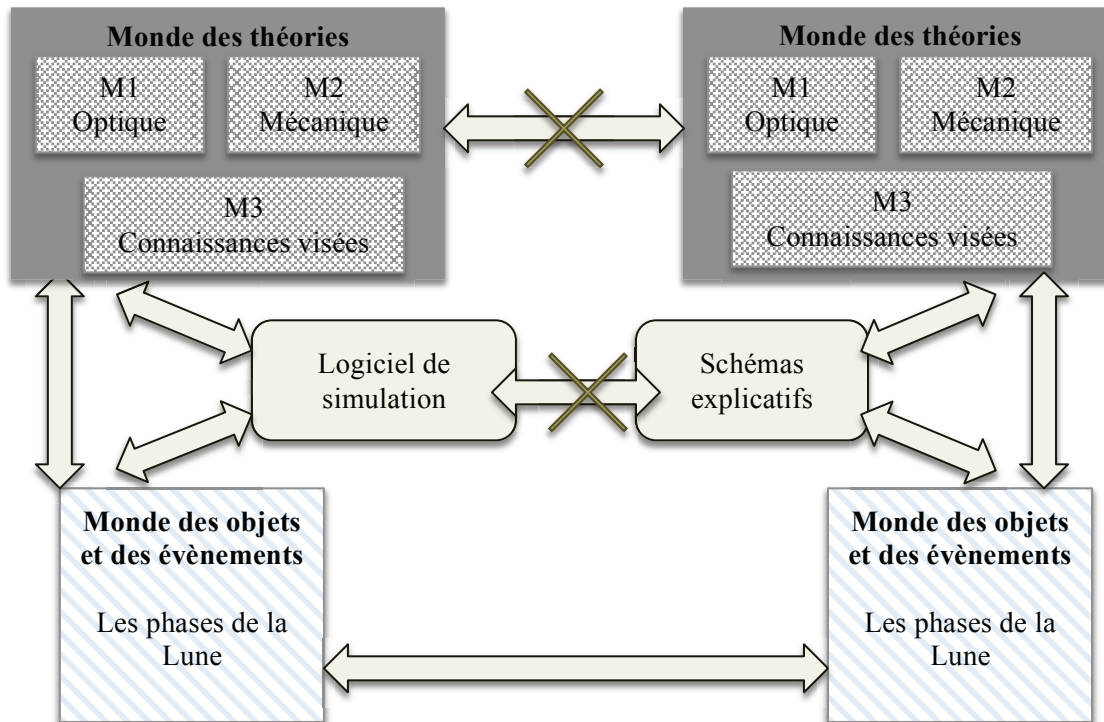 Monde des théories
M1
Optique
M2
Mécanique
M3
Connaissances visées
Monde des théories
M1
Optique
M2
Mécanique
M3
Connaissances visées
Logiciel de
simulation
Schémas
explicatifs
Monde des objets
et des évènements
Les phases de la
Lune
Monde des objets
et des évènements
Les phases de la
Lune